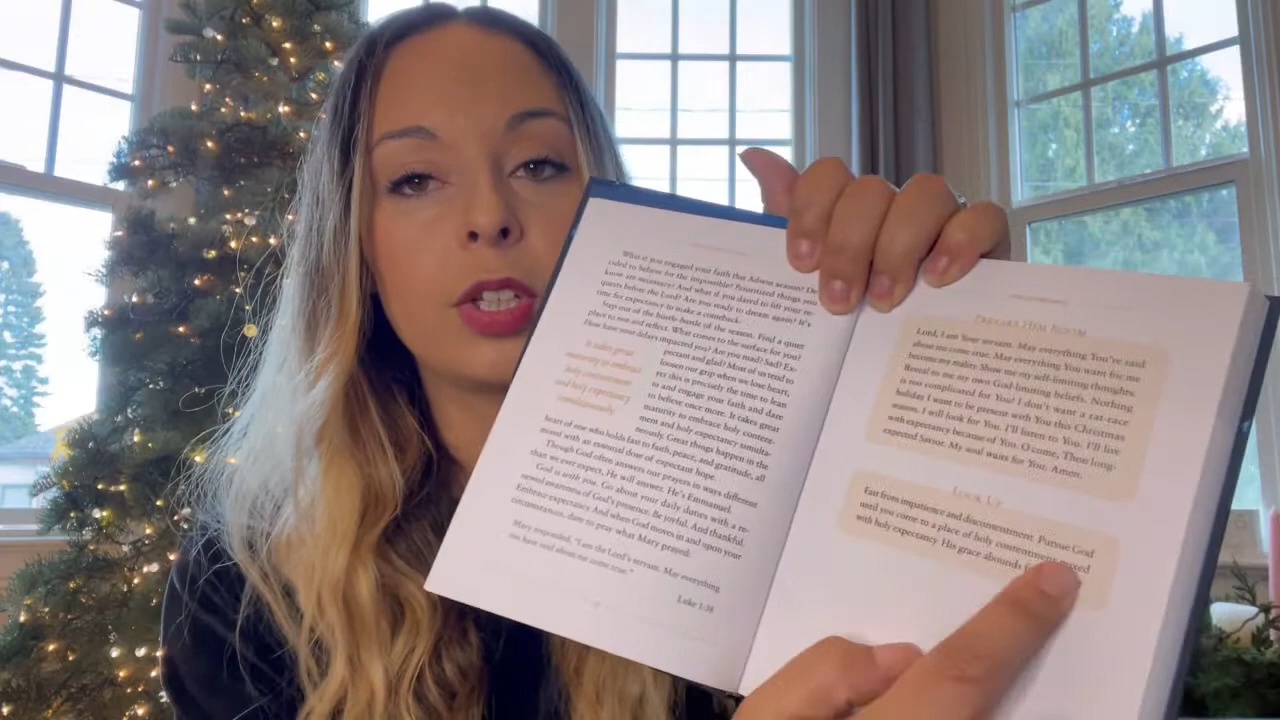 What if you engaged your faith this Advent season? De-
cided to believe for the impossible? Prioritized things you
know are necessary? And what if you dared to lift your re-
quests before the Lord? Are you ready to dream again? It's
time for expectancy to make a comeback.
Step out of the hustle-bustle of the season. Find a quiet
place to rest and reflect. What comes to the surface for you?
How have your delays impacted you? Are you mad? Sad? Ex-
pectant and glad? Most of us tend to
loosen our grip when we lose heart,
yet this is precisely the time to lean
in and engage your faith and dare
to believe once more. It takes great
maturity to embrace holy content-
ment and holy expectancy simulta-
neously. Great things happen in the
heart of one who holds fast to faith, peace, and gratitude, all
mixed with an essential dose of expectant hope.
Though God often answers our prayers in ways different
than we ever expect, He will answer. He's Emmanuel.
God is with you. Go about your daily duties with a re-
newed awareness of God's presence. Be joyful. And thankful.
Embrace expectancy. And when God moves in and upon your
circumstances, dare to pray what Mary prayed:
Mary responded, "I am the Lord's servant. May everything
you have said about me come true."
Luke 1:38
It takes great
maturity to embrace
holy contentment
and holy expectancy
simultaneously.
PREPARE HIM ROOM
Lord, I am Your servant. May everything You've said
about me come true. May everything You want for me
become my reality. Show me my self-limiting thoughts.
Reveal to me my own God-limiting beliefs. Nothing
is too complicated for You! I don't want a rat-race
holiday. I want to be present with You this Christmas
season. I will look for You. I'll listen to You. I'll live
with expectancy because of You. O come, Thou long-
expected Savior. My soul waits for You. Amen.
LOOK UP
Fast from impatience and discontentment. Pursue God
until you come to a place of holy contentment mixed
with holy expectancy. His grace abounds